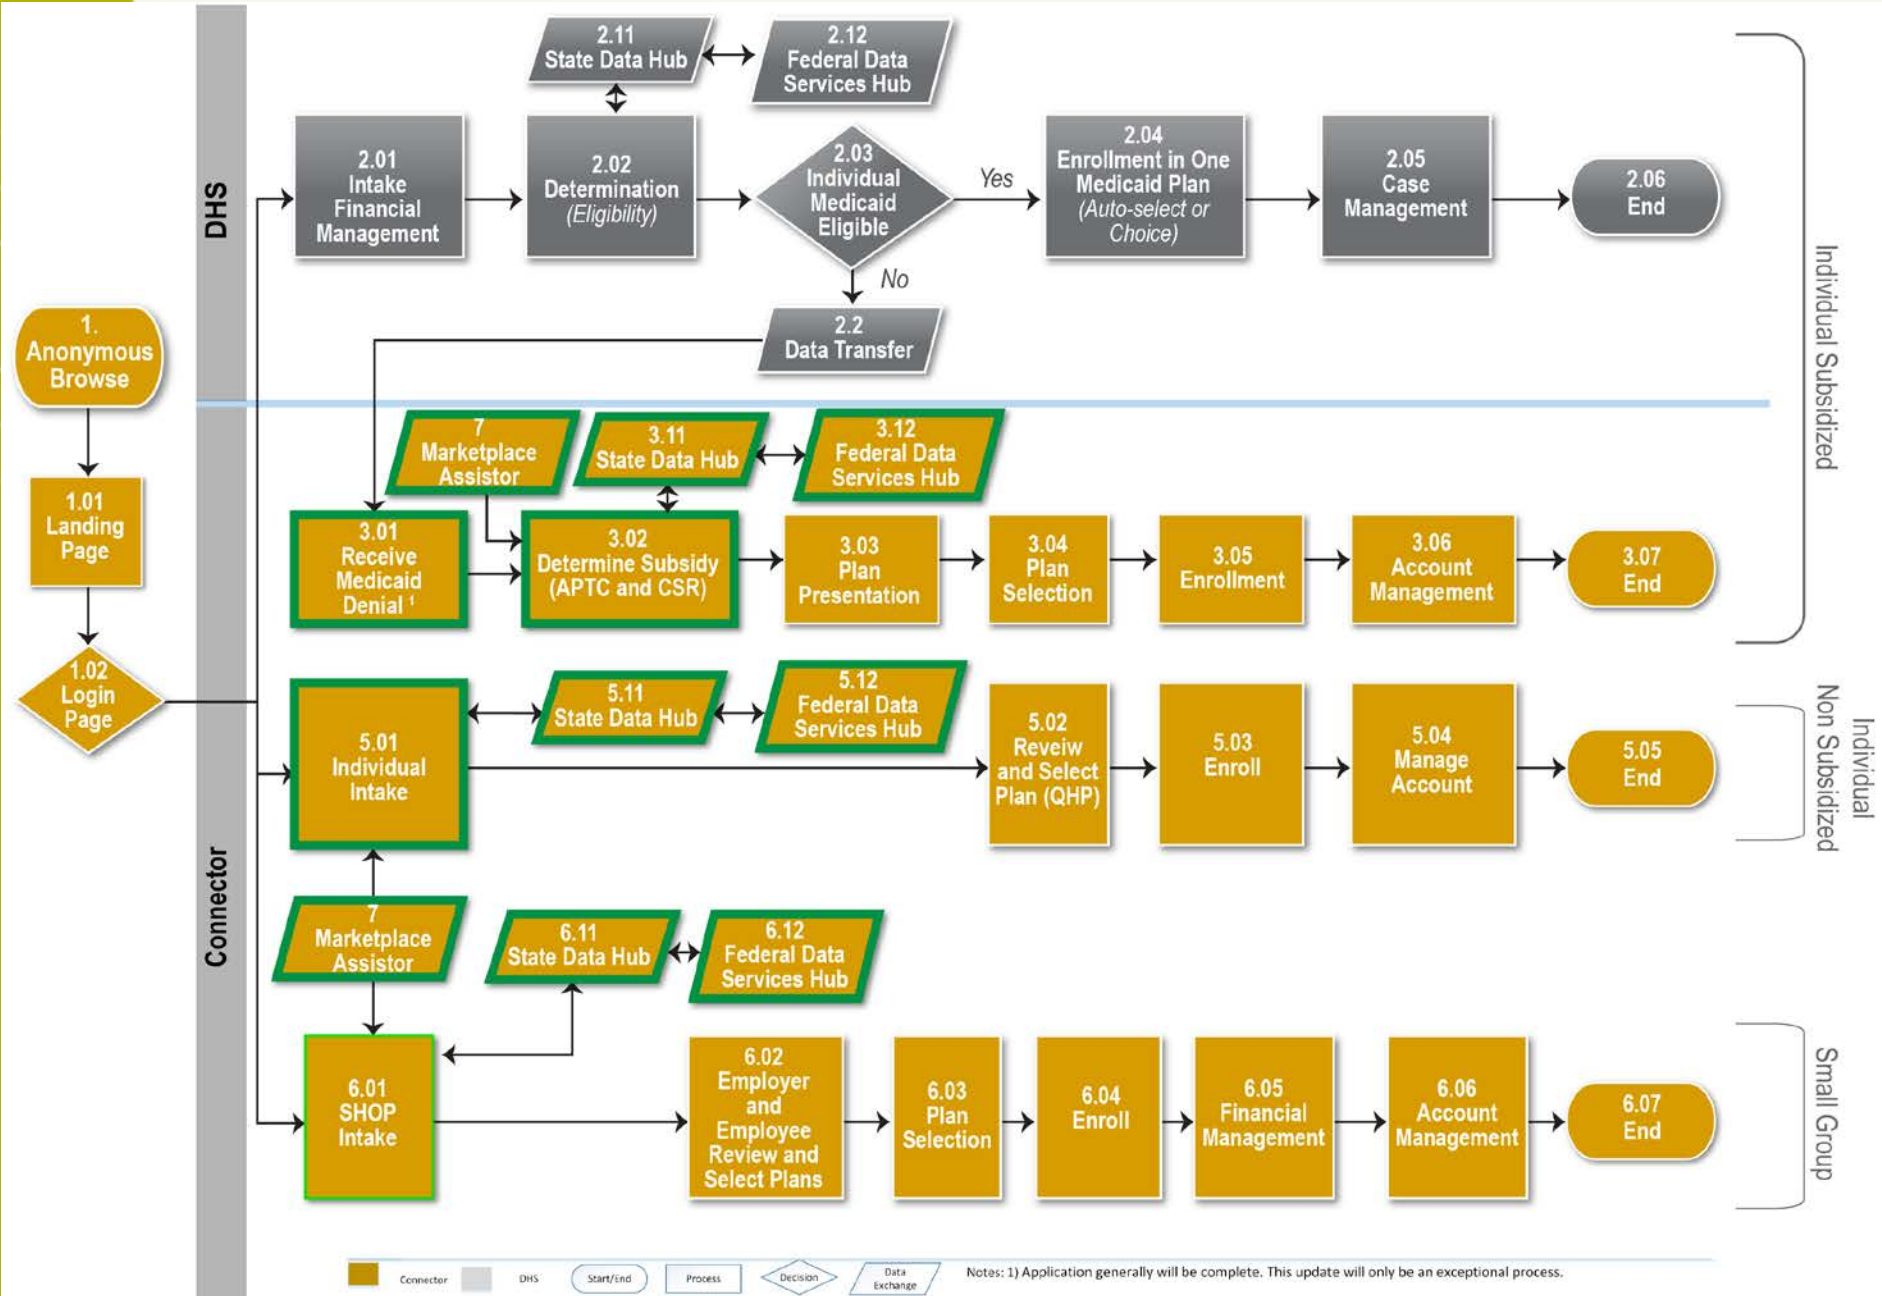 DHS
Connector
1.
Anonymous
Browse
1.01
Landing
Page
1.02
Login
Page
2.11
State Data Hub
2.12
Federal Data
Services Hub
2.01
Intake
Financial
Management
2.02
Determination
(Eligibility)
2.03
Individual
Medicaid
Eligible
Yes
No
2.04
Enrollment in One
Medicaid Plan
(Auto-select or
Choice)
2.05
Case
Management
2.06
End
2.2
Data Transfer
Individual Subsidized
7
Marketplace
Assistor
3.11
State Data Hub
3.12
Federal Data
Services Hub
3.01
Receive
Medicaid
Denial 1
3.02
Determine Subsidy
(APTC and CSR)
3.03
Plan
Presentation
3.04
Plan
Selection
3.05
Enrollment
3.06
Account
Management
3.07
End
5.11
State Data Hub
5.12
Federal Data
Services Hub
5.01
Individual
Intake
5.02
Reveiw
and Select
Plan (QHP)
5.03
Enroll
5.04
Manage
Account
5.05
End
Individual
Non Subsidized
7
Marketplace
Assistor
6.11
State Data Hub
6.12
Federal Data
Services Hub
6.01
SHOP
Intake
6.02
Employer
and
Employee
Review and
Select Plans
6.03
Plan
Selection
6.04
Enroll
6.05
Financial
Management
6.06
Account
Management
6.07
End
Small Group
Connector
DHS
Start/End
Process
Decision
Data
Exchange
Notes: 1) Application generally will be complete. This update will only be an exceptional process.